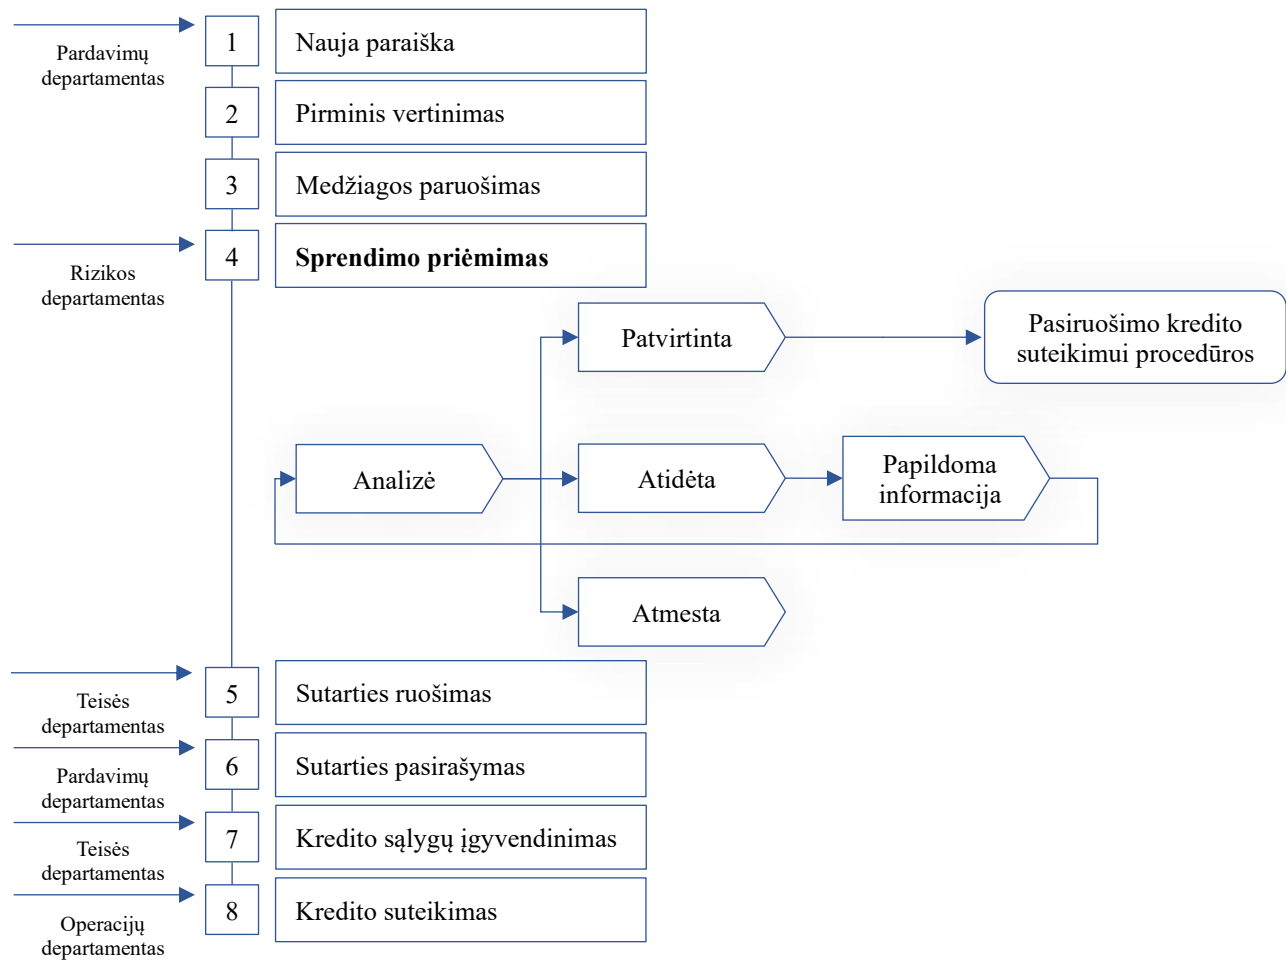 1
Nauja paraiška
Pardavimų
departamentas
2
Pirminis vertinimas
3
Medžiagos paruošimas
4
Sprendimo priėmimas
Rizikos
departamentas
Patvirtinta
Pasiruošimo kredito
suteikimui procedūros
Analizė
Atidėta
Papildoma
informacija
Atmesta
5
Sutarties ruošimas
Teisės
departamentas
6
Sutarties pasirašymas
Pardavimų
departamentas
7
Kredito sąlygų įgyvendinimas
Teisės
departamentas
8
Kredito suteikimas
Operacijų
departamentas